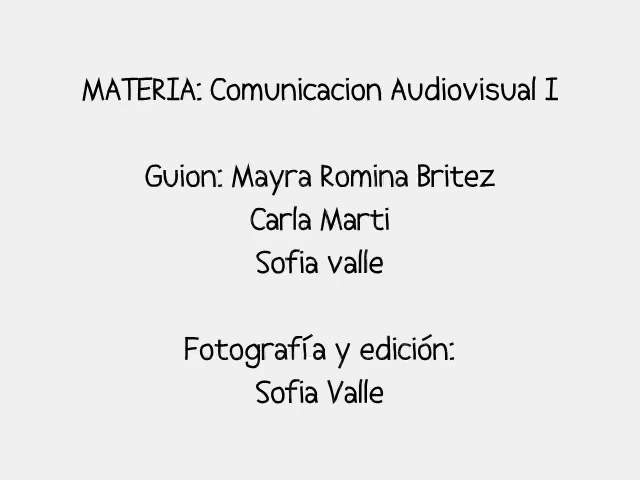 MATERIA: Comunicacion Audiovisual I
Guion: Mayra Romina Britez
Carla Marti
Sofia valle
Fotografía y edición:
Sofia Valle